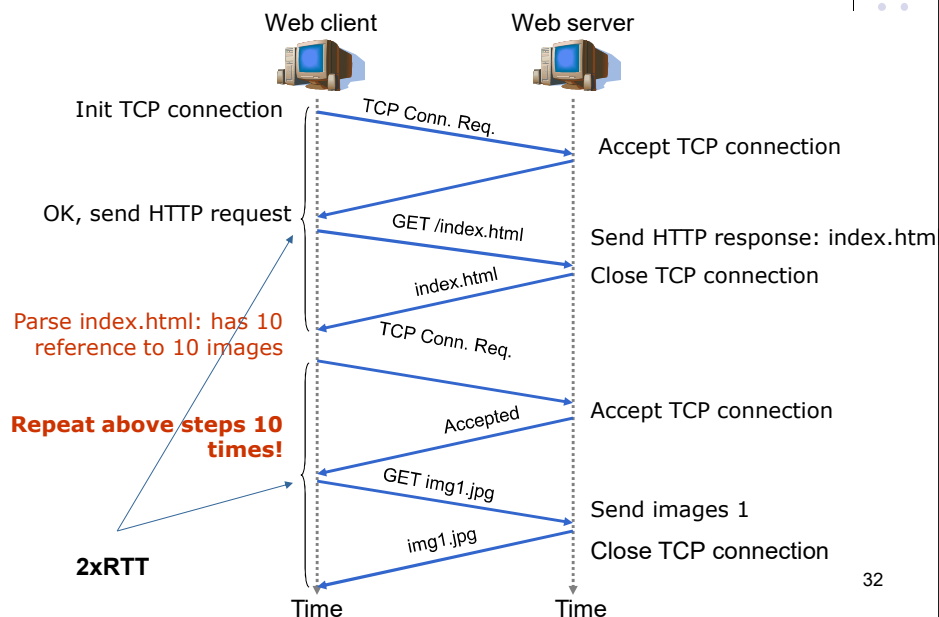 Web client
Web server
Init TCP connection
TCP Conn. Req.
Accept TCP connection
OK, send HTTP request
GET /index.html
Send HTTP response: index.htm
index.html
Close TCP connection
Parse index.html: has 10
reference to 10 images
TCP Conn. Req.
Accept TCP connection
Accepted
Repeat above steps 10
times!
GET img1.jpg
Send images 1
img1.jpg
Close TCP connection
2xRTT
32
Time
Time